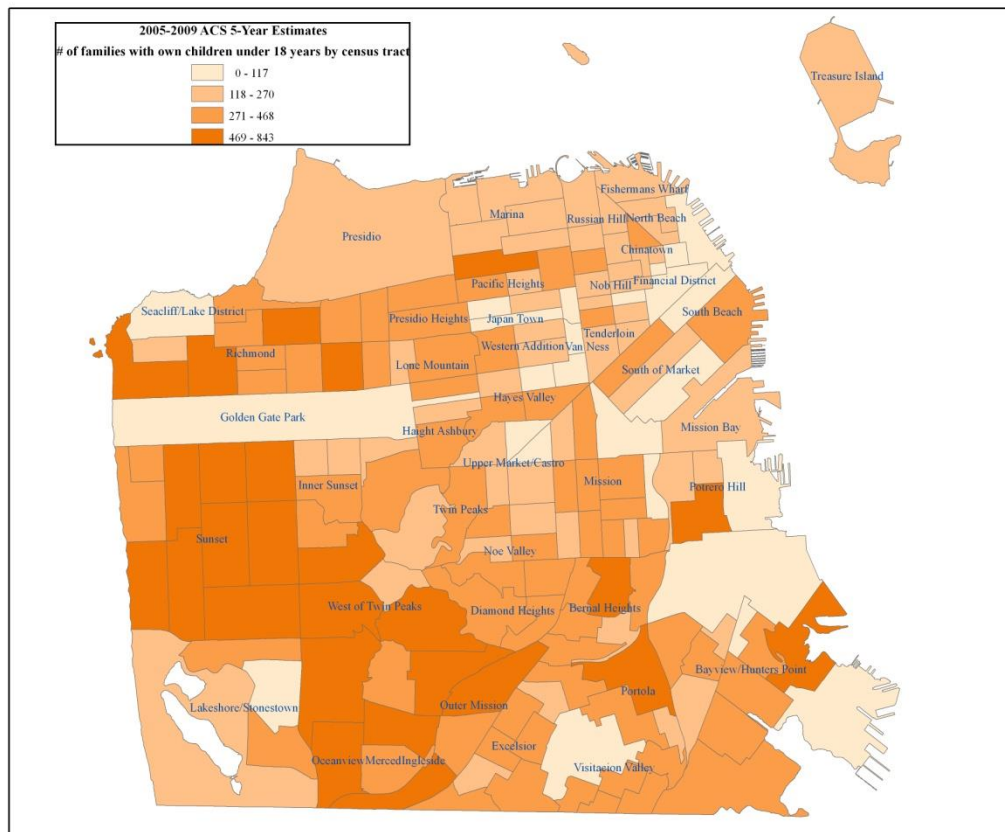 2005-2009 ACS 5-Year Estimates
# of families with own children under 18 years by census tract
0 - 117
118 - 270
271 - 468
469 - 843
Treasure Island
Fishermans Wharf
Marina
Russian Hill
North Beach
Presidio
Chinatown
Pacific Heights
Nob Hill
Financial District
Seacliff/Lake District
Presidio Heights
Japan Town
South Beach
Tenderloin
Richmond
Western Addition
Van Ness
Lone Mountain
South of Market
Hayes Valley
Golden Gate Park
Haight Ashbury
Mission Bay
Upper Market/Castro
Inner Sunset
Mission
Potrero Hill
Twin Peaks
Sunset
Noe Valley
West of Twin Peaks
Diamond Heights
Bernal Heights
Bayview/Hunters Point
Portola
Lakeshore/Stonestown
Outer Mission
Excelsior
OceanviewMercedIngleside
Visitacion Valley